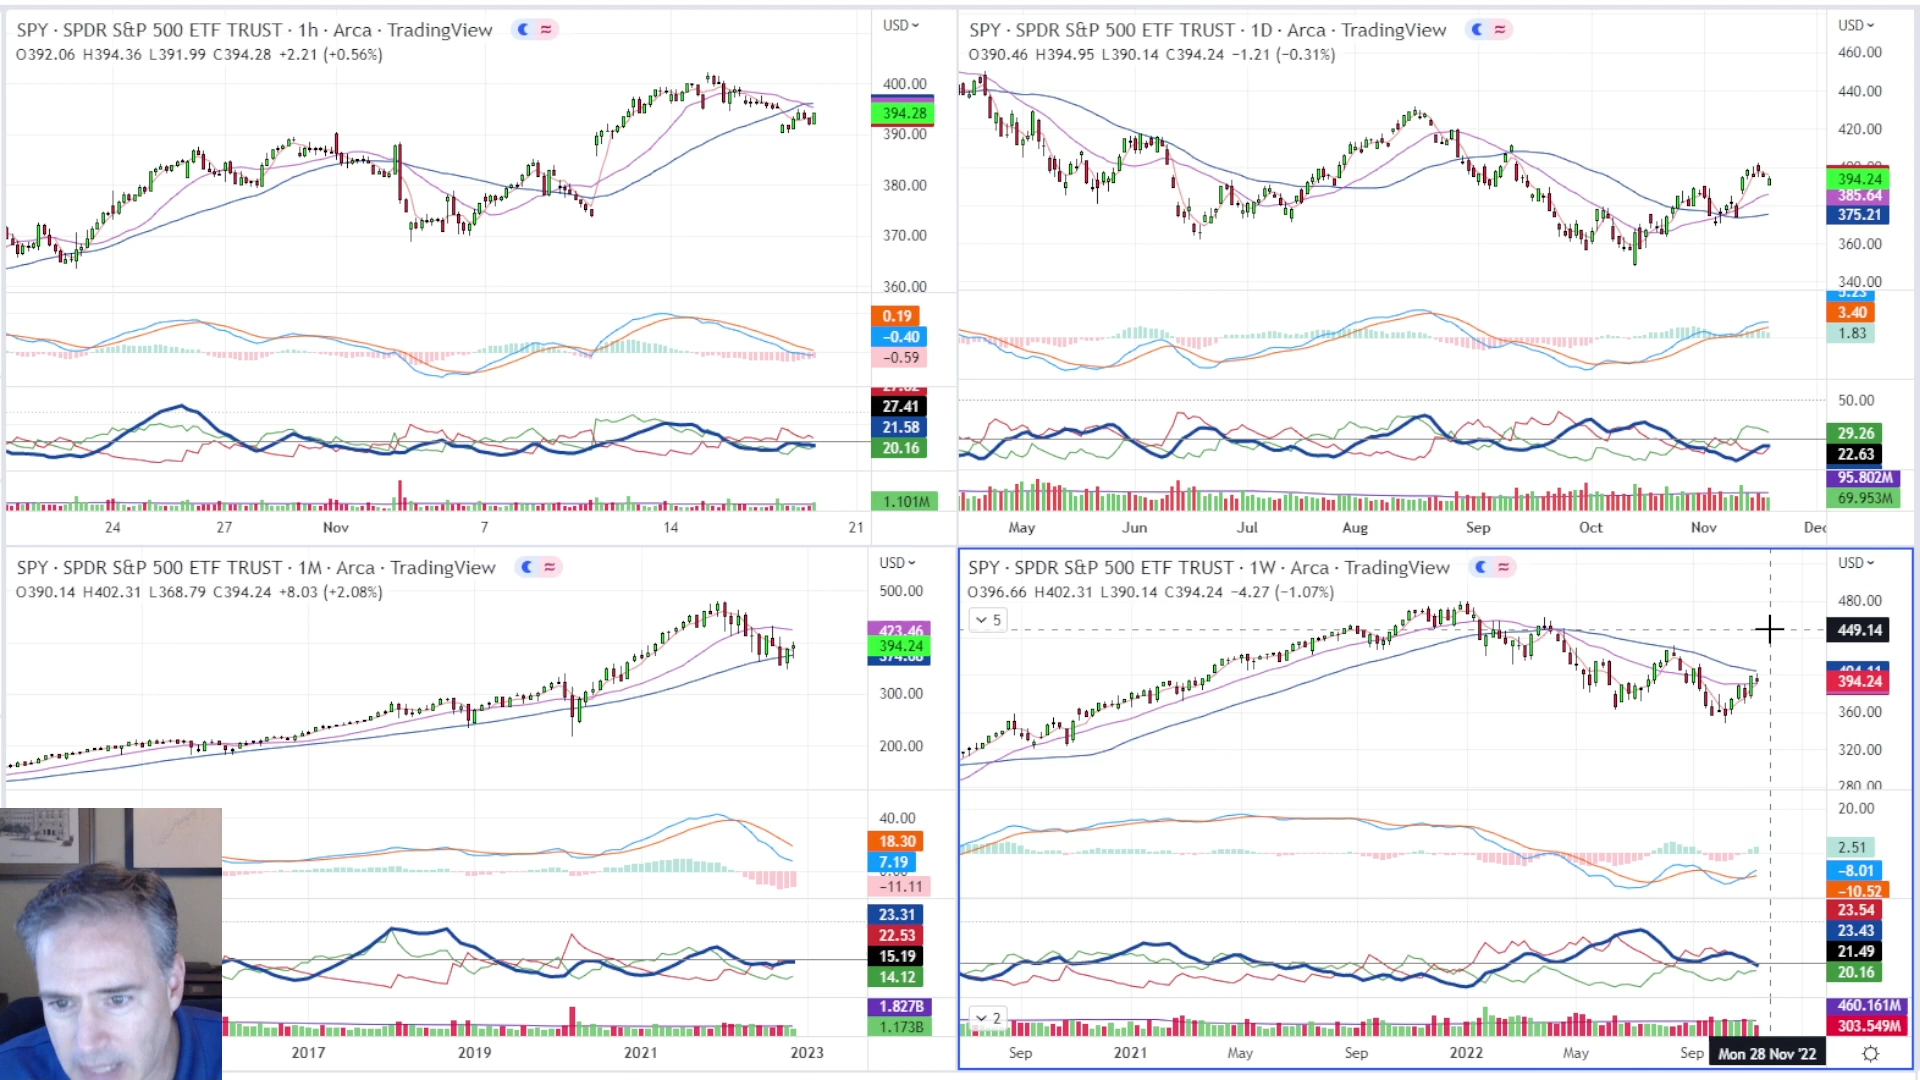 SPY · SPDR S&P 500 ETF TRUST · 1h · Arca · TradingView
O392.06 H394.36 L391.99 C394.28 +2.21 (+0.56%)
USD
400.00
394.28
390.00
380.00
370.00
360.00
0.19
−0.40
−0.59
27.41
21.58
20.16
1.101M
24 27 Nov 7 14 21
SPY · SPDR S&P 500 ETF TRUST · 1D · Arca · TradingView
O390.46 H394.95 L390.14 C394.24 −1.21 (−0.31%)
USD
460.00
440.00
420.00
400.00
394.24
385.64
375.21
360.00
340.00
3.40
1.83
50.00
29.26
22.63
95.802M
69.953M
May Jun Jul Aug Sep Oct Nov Dec
SPY · SPDR S&P 500 ETF TRUST · 1M · Arca · TradingView
O390.14 H402.31 L368.79 C394.24 +8.03 (+2.08%)
USD
500.00
423.46
394.24
300.00
200.00
40.00
18.30
7.19
−11.11
23.31
22.53
15.19
14.12
1.827B
1.173B
2017 2019 2021 2023
SPY · SPDR S&P 500 ETF TRUST · 1W · Arca · TradingView
O396.66 H402.31 L390.14 C394.24 −4.27 (−1.07%)
5
USD
480.00
449.14
394.24
360.00
320.00
280.00
20.00
2.51
−8.01
−10.52
23.54
23.43
21.49
20.16
2
460.161M
303.549M
Sep 2021 May Sep 2022 May Sep Mon 28 Nov '22